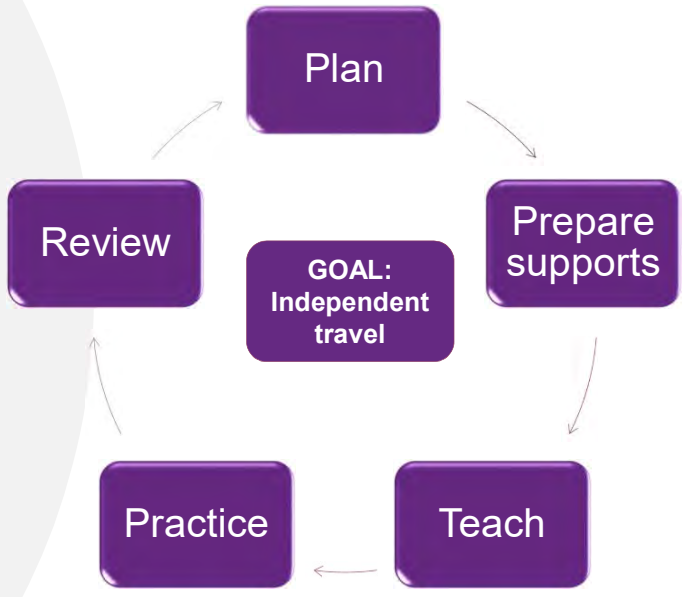 Plan
Prepare
supports
Teach
Practice
Review
GOAL:
Independent
travel